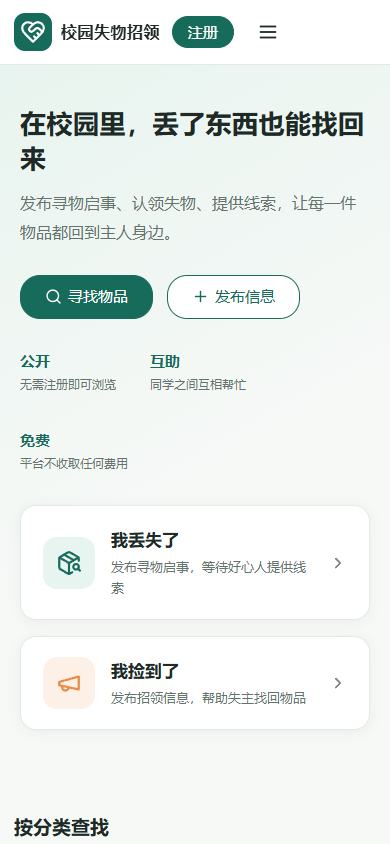 校园失物招领
注册
在校园里，丢了东西也能找回
来
发布寻物启事、认领失物、提供线索，让每一件
物品都回到主人身边。
寻找物品
发布信息
公开
无需注册即可浏览
互助
同学之间互相帮忙
免费
平台不收取任何费用
我丢失了
发布寻物启事，等待好心人提供线
索
我捡到了
发布招领信息，帮助失主找回物品
按分类查找